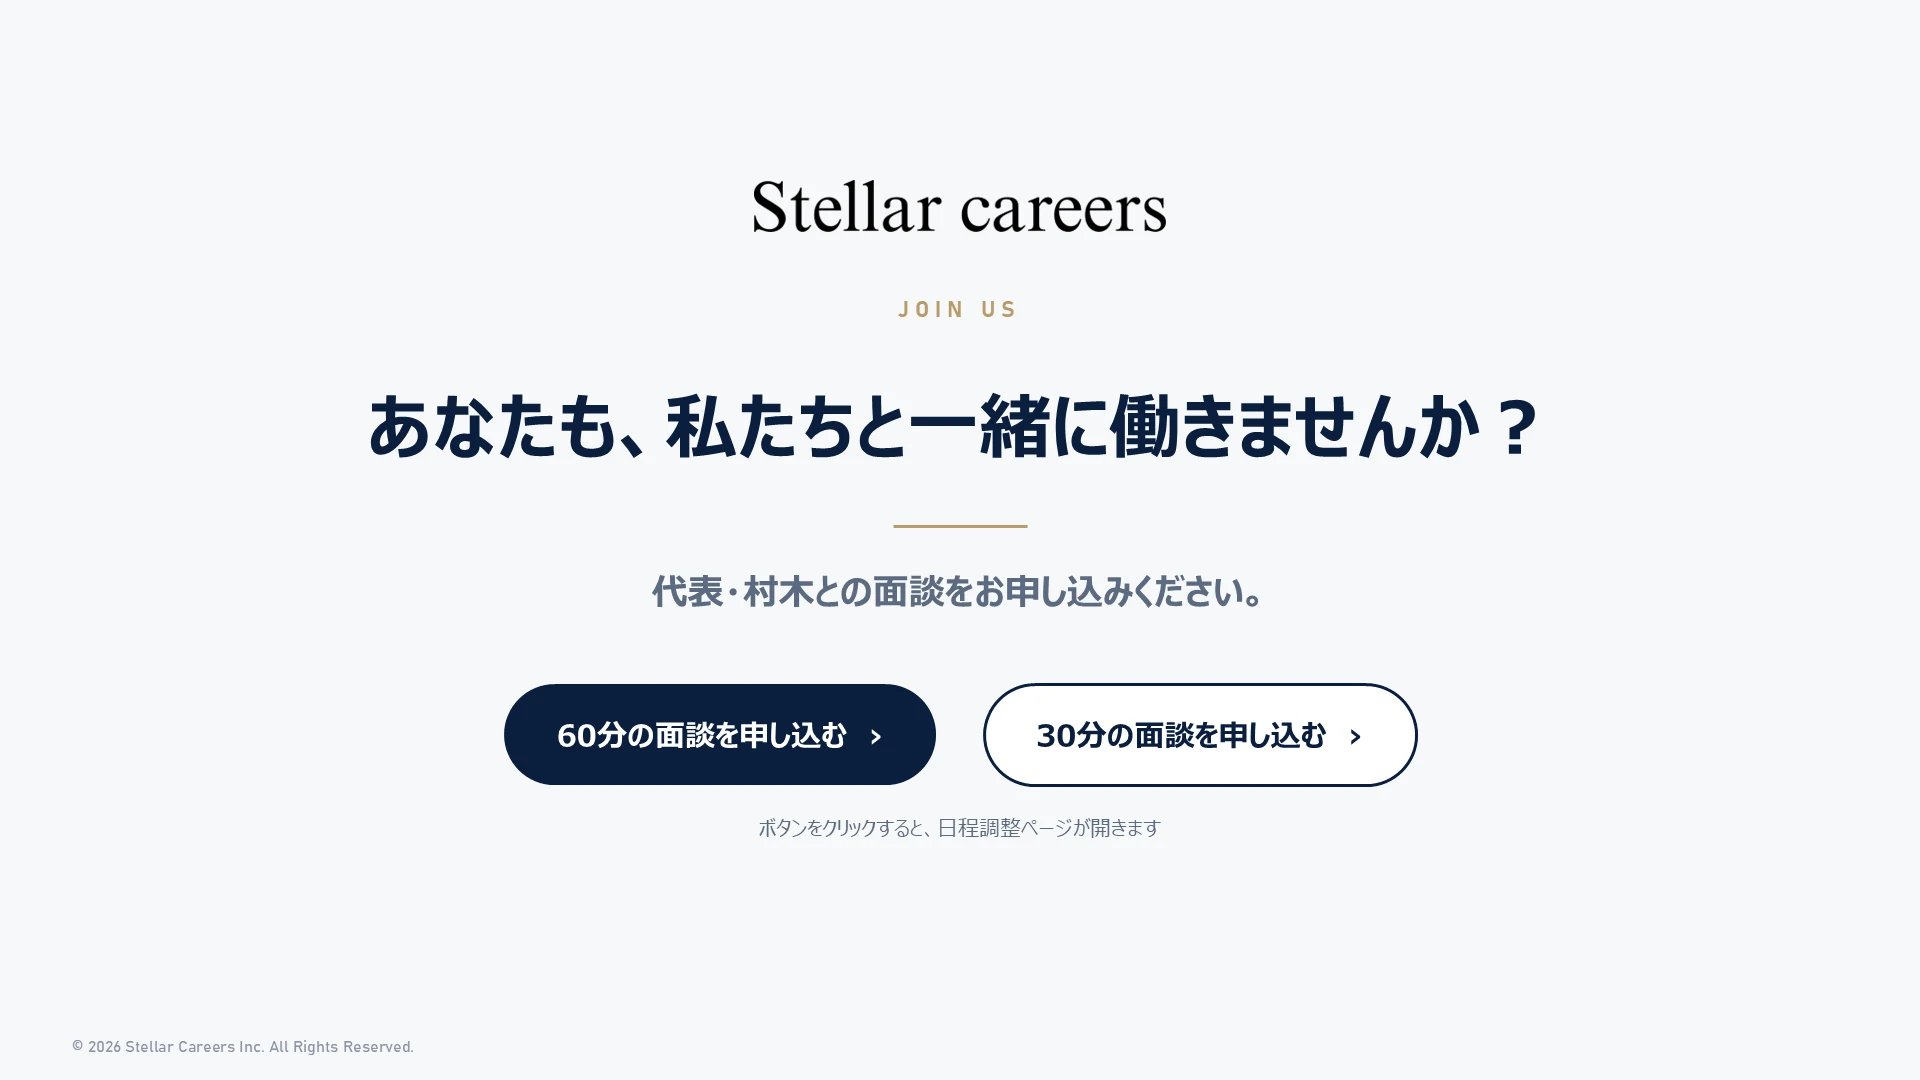 Stellar careers
JOIN US
あなたも、私たちと一緒に働きませんか？
代表・村木との面談をお申し込みください。
60分の面談を申し込む ›
30分の面談を申し込む ›
ボタンをクリックすると、日程調整ページが開きます
© 2026 Stellar Careers Inc. All Rights Reserved.